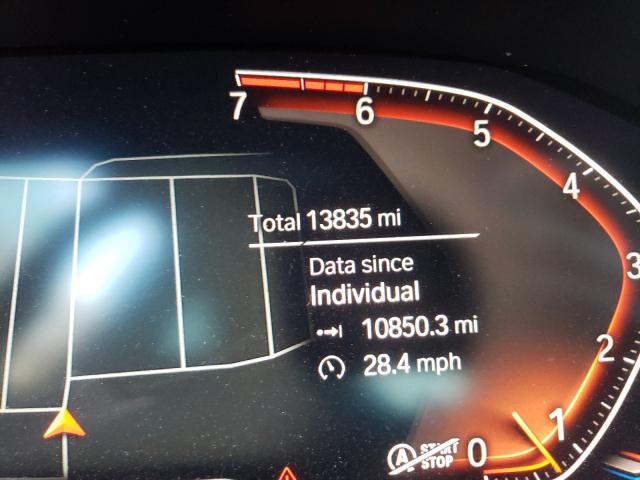 7
6
5
4
3
2
1
0
Total 13835 mi
Data since
Individual
10850.3 mi
28.4 mph
A START
STOP